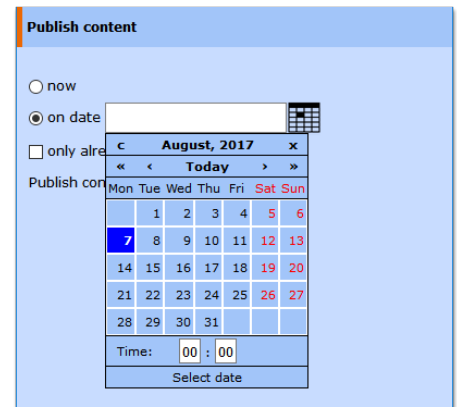 Publish content
now
on date
c August, 2017 x
« ‹ Today › »
only alre
Publish con
Mon Tue Wed Thu Fri Sat Sun
1 2 3 4 5 6
7 8 9 10 11 12 13
14 15 16 17 18 19 20
21 22 23 24 25 26 27
28 29 30 31
Time: 00 : 00
Select date